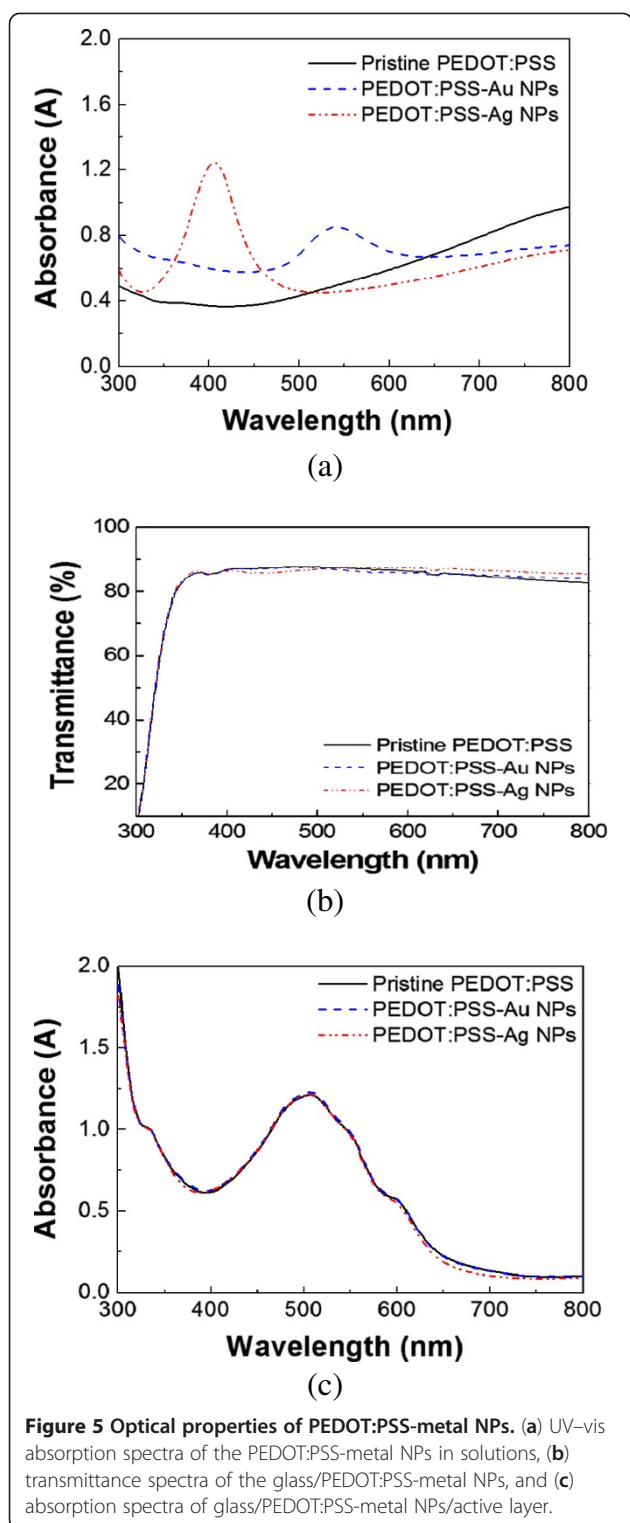 2.0
1.6
1.2
0.8
0.4
0.0
Absorbance (A)
Pristine PEDOT:PSS
PEDOT:PSS-Au NPs
PEDOT:PSS-Ag NPs
300 400 500 600 700 800
Wavelength (nm)
(a)
100
80
60
40
20
Transmittance (%)
Pristine PEDOT:PSS
PEDOT:PSS-Au NPs
PEDOT:PSS-Ag NPs
300 400 500 600 700 800
Wavelength (nm)
(b)
2.0
1.5
1.0
0.5
0.0
Absorbance (A)
Pristine PEDOT:PSS
PEDOT:PSS-Au NPs
PEDOT:PSS-Ag NPs
300 400 500 600 700 800
Wavelength (nm)
(c)
Figure 5 Optical properties of PEDOT:PSS-metal NPs. (a) UV–vis
absorption spectra of the PEDOT:PSS-metal NPs in solutions, (b)
transmittance spectra of the glass/PEDOT:PSS-metal NPs, and (c)
absorption spectra of glass/PEDOT:PSS-metal NPs/active layer.